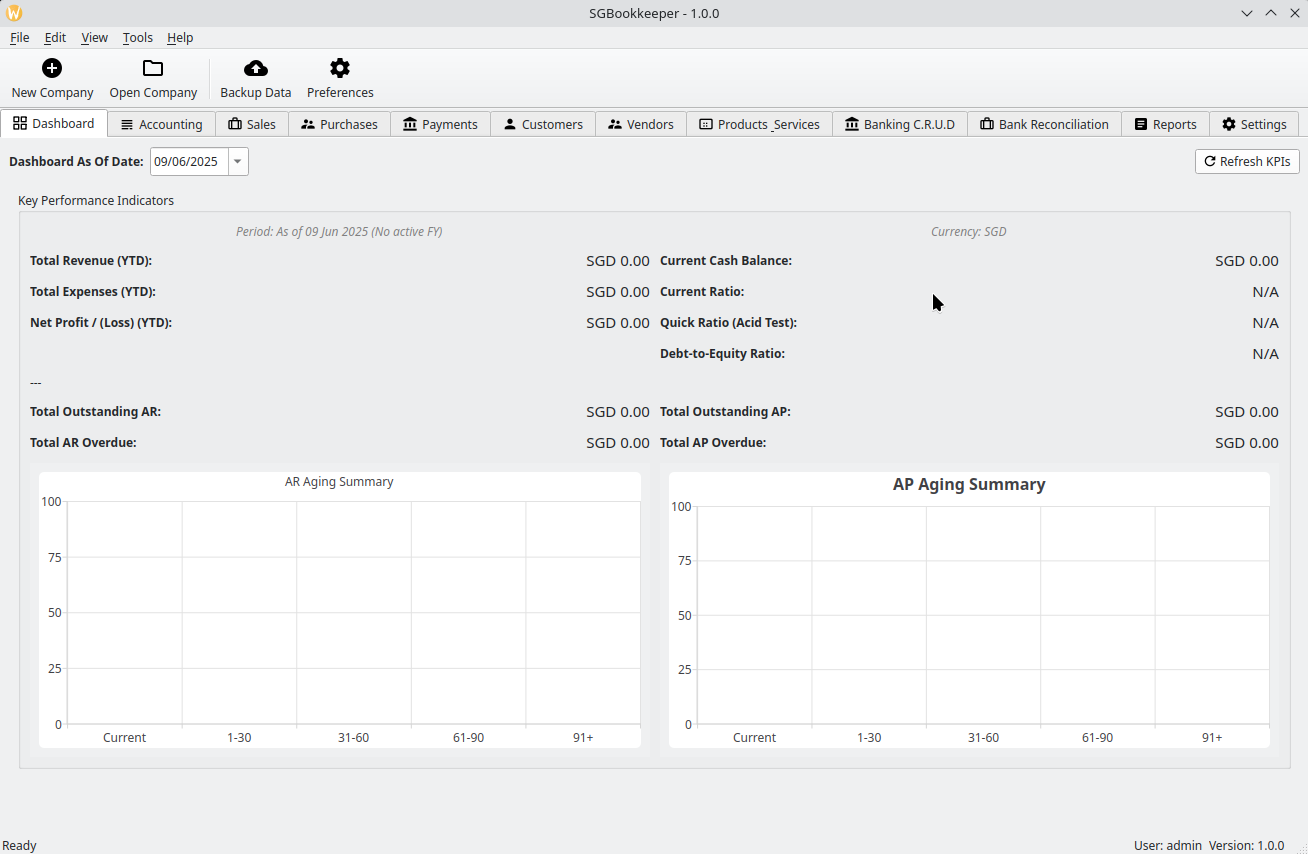 SGBookkeeper - 1.0.0
File Edit View Tools Help
New Company Open Company Backup Data Preferences
Dashboard Accounting Sales Purchases Payments Customers Vendors Products _Services Banking C.R.U.D Bank Reconciliation Reports Settings
Dashboard As Of Date: 09/06/2025 Refresh KPIs
Key Performance Indicators
Period: As of 09 Jun 2025 (No active FY) Currency: SGD
Total Revenue (YTD): SGD 0.00 Current Cash Balance: SGD 0.00
Total Expenses (YTD): SGD 0.00 Current Ratio: N/A
Net Profit / (Loss) (YTD): SGD 0.00 Quick Ratio (Acid Test): N/A
Debt-to-Equity Ratio: N/A
---
Total Outstanding AR: SGD 0.00 Total Outstanding AP: SGD 0.00
Total AR Overdue: SGD 0.00 Total AP Overdue: SGD 0.00
AR Aging Summary
100
75
50
25
0
Current 1-30 31-60 61-90 91+
AP Aging Summary
100
75
50
25
0
Current 1-30 31-60 61-90 91+
Ready User: admin Version: 1.0.0